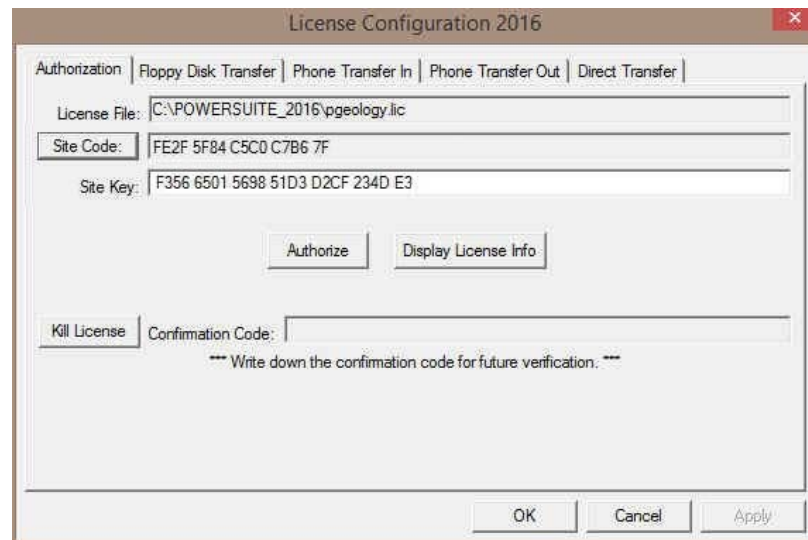 License Configuration 2016
Authorization Floppy Disk Transfer Phone Transfer In Phone Transfer Out Direct Transfer
License File: C:\POWERSUITE_2016\pgeology.lic
Site Code: FE2F 5F84 C5C0 C7B6 7F
Site Key: F356 6501 5698 51D3 D2CF 234D E3
Authorize Display License Info
Kill License Confirmation Code:
*** Write down the confirmation code for future verification. ***
OK Cancel Apply